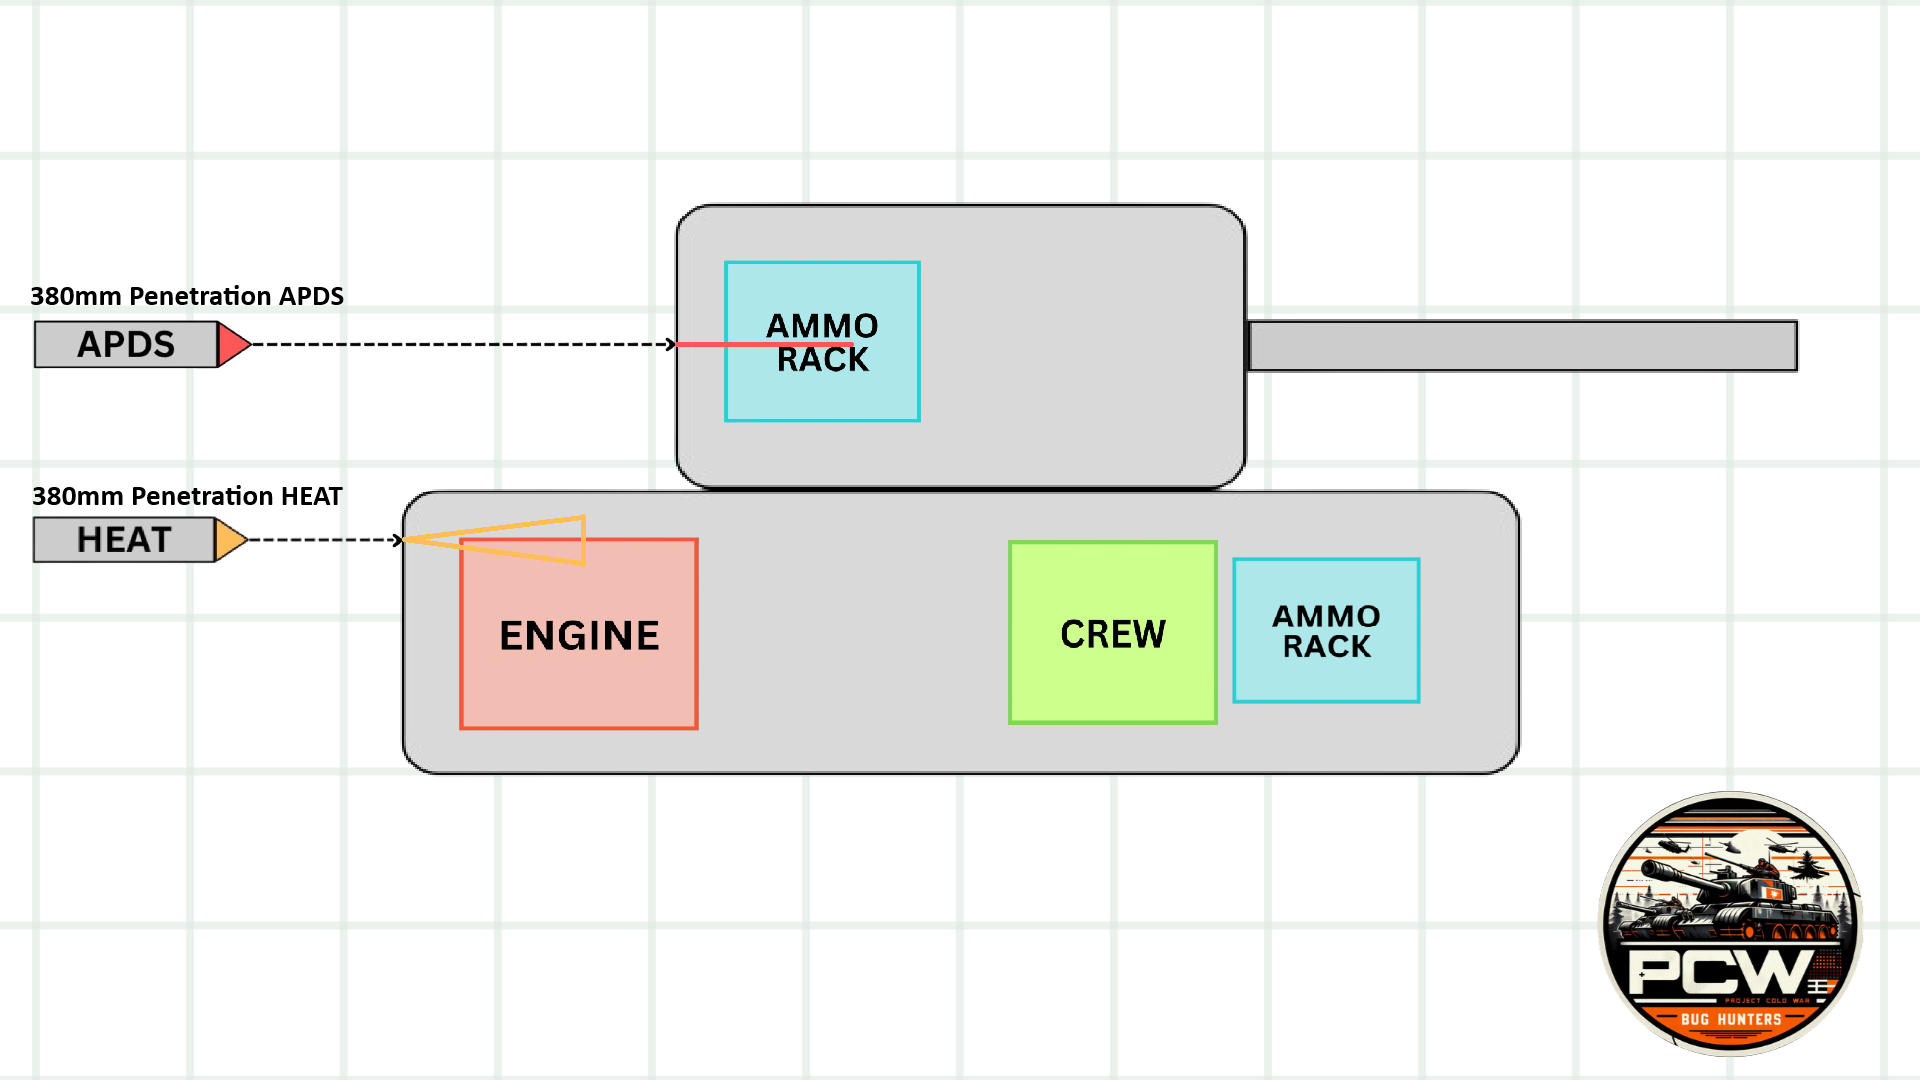 380mm Penetration APDS
APDS
AMMO
RACK
380mm Penetration HEAT
HEAT
ENGINE
CREW
AMMO
RACK
PCW
PROJECT COLD WAR
BUG HUNTERS